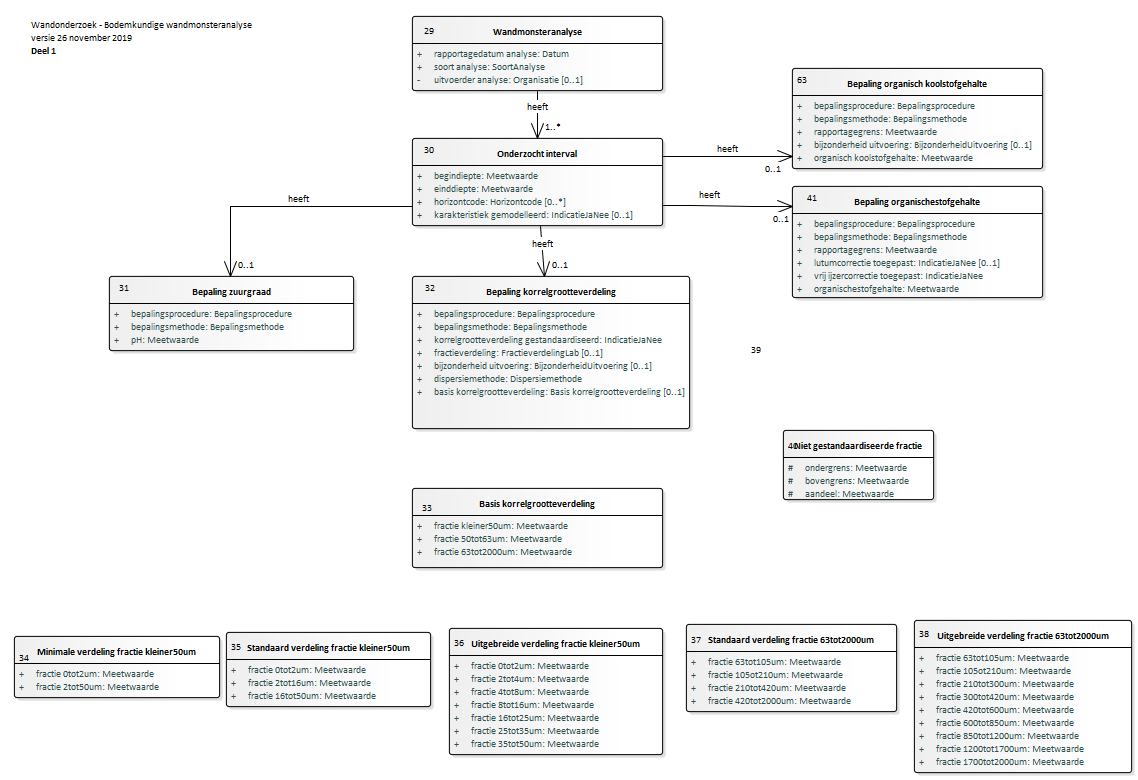 Wandonderzoek - Bodemkundige wandmonsteranalyse
versie 26 november 2019
Deel 1
29 Wandmonsteranalyse
+ rapportagedatum analyse: Datum
+ soort analyse: SoortAnalyse
- uitvoerder analyse: Organisatie [0..1]
heeft
1..*
30 Onderzocht interval
+ begindiepte: Meetwaarde
+ einddiepte: Meetwaarde
+ horizontcode: Horizontcode [0..*]
+ karakteristiek gemodelleerd: IndicatieJaNee [0..1]
heeft
0..1
63 Bepaling organisch koolstofgehalte
+ bepalingsprocedure: Bepalingsprocedure
+ bepalingsmethode: Bepalingsmethode
+ rapportagegrens: Meetwaarde
+ bijzonderheid uitvoering: BijzonderheidUitvoering [0..1]
+ organisch koolstofgehalte: Meetwaarde
heeft
0..1
41 Bepaling organischestofgehalte
+ bepalingsprocedure: Bepalingsprocedure
+ bepalingsmethode: Bepalingsmethode
+ rapportagegrens: Meetwaarde
+ lutumcorrectie toegepast: IndicatieJaNee [0..1]
+ vrij ijzercorrectie toegepast: IndicatieJaNee
+ organischestofgehalte: Meetwaarde
heeft
0..1
31 Bepaling zuurgraad
+ bepalingsprocedure: Bepalingsprocedure
+ bepalingsmethode: Bepalingsmethode
+ pH: Meetwaarde
heeft
0..1
32 Bepaling korrelgrootteverdeling
+ bepalingsprocedure: Bepalingsprocedure
+ bepalingsmethode: Bepalingsmethode
+ korrelgrootteverdeling gestandaardiseerd: IndicatieJaNee
+ fractieverdeling: FractieverdelingLab [0..1]
+ bijzonderheid uitvoering: BijzonderheidUitvoering [0..1]
+ dispersiemethode: Dispersiemethode
+ basis korrelgrootteverdeling: Basis korrelgrootteverdeling [0..1]
39
40 Niet gestandaardiseerde fractie
# ondergrens: Meetwaarde
# bovengrens: Meetwaarde
# aandeel: Meetwaarde
33 Basis korrelgrootteverdeling
+ fractie kleiner50um: Meetwaarde
+ fractie 50tot63um: Meetwaarde
+ fractie 63tot2000um: Meetwaarde
34 Minimale verdeling fractie kleiner50um
+ fractie 0tot2um: Meetwaarde
+ fractie 2tot50um: Meetwaarde
35 Standaard verdeling fractie kleiner50um
+ fractie 0tot2um: Meetwaarde
+ fractie 2tot16um: Meetwaarde
+ fractie 16tot50um: Meetwaarde
36 Uitgebreide verdeling fractie kleiner50um
+ fractie 0tot2um: Meetwaarde
+ fractie 2tot4um: Meetwaarde
+ fractie 4tot8um: Meetwaarde
+ fractie 8tot16um: Meetwaarde
+ fractie 16tot25um: Meetwaarde
+ fractie 25tot35um: Meetwaarde
+ fractie 35tot50um: Meetwaarde
37 Standaard verdeling fractie 63tot2000um
+ fractie 63tot105um: Meetwaarde
+ fractie 105ot210um: Meetwaarde
+ fractie 210tot420um: Meetwaarde
+ fractie 420tot2000um: Meetwaarde
38 Uitgebreide verdeling fractie 63tot2000um
+ fractie 63tot105um: Meetwaarde
+ fractie 105ot210um: Meetwaarde
+ fractie 210tot300um: Meetwaarde
+ fractie 300tot420um: Meetwaarde
+ fractie 420tot600um: Meetwaarde
+ fractie 600tot850um: Meetwaarde
+ fractie 850tot1200um: Meetwaarde
+ fractie 1200tot1700um: Meetwaarde
+ fractie 1700tot2000um: Meetwaarde